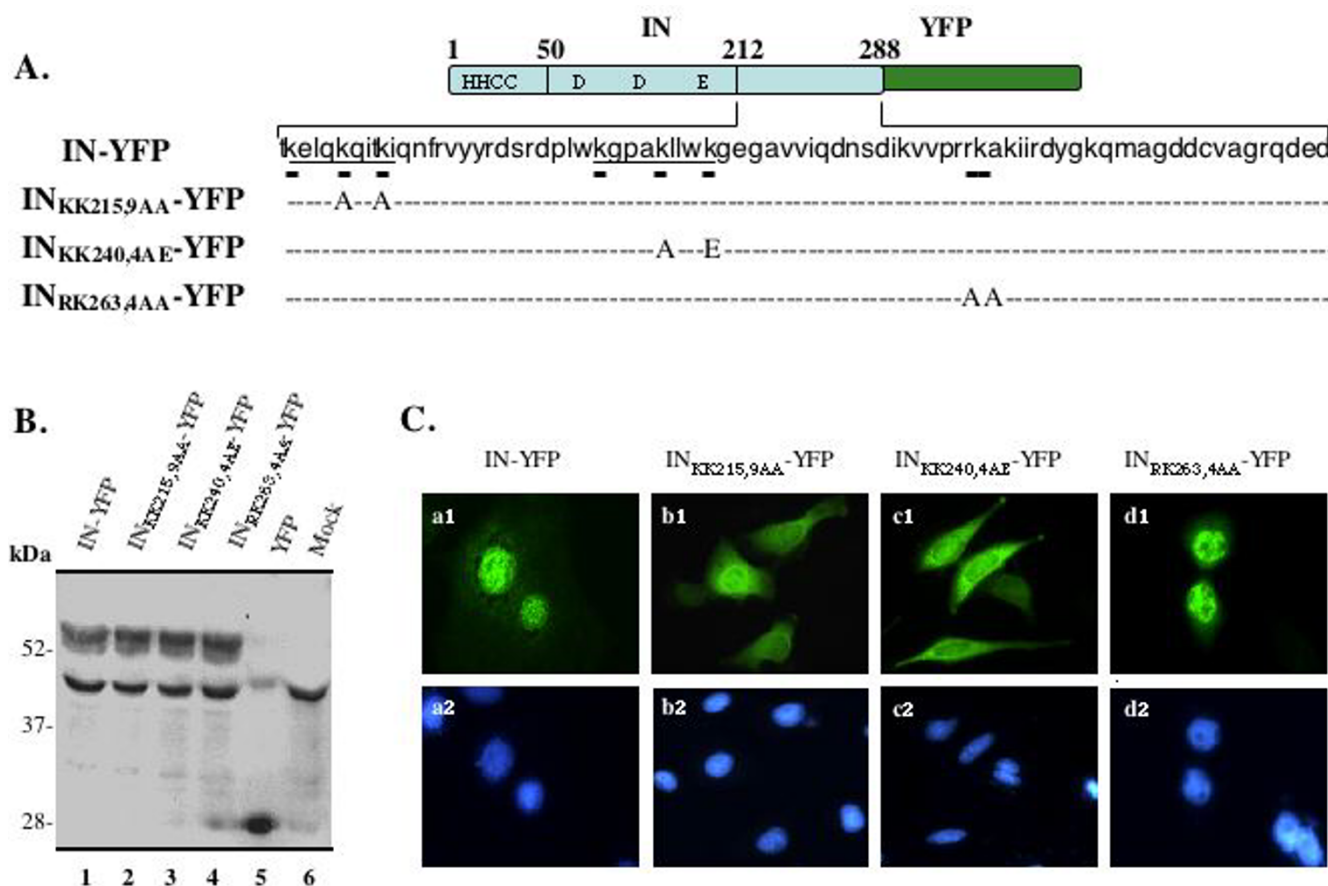 A.
IN YFP
1 50 212 288
HHCC D D E
IN-YFP tkelqkqitkiqnfrvyyrdsrdplwkgpakllwkgegavviqdnsdikvvprrkakiirdygkqmagddcvagrqded
INKK215,9AA-YFP -----A--A---
INKK240,4AE-YFP ---A--E---
INRK263,4AA-YFP ---AA---
B.
IN-YFP
INKK215,9AA-YFP
INKK240,4AE-YFP
INRK263,4AA-YFP
YFP
Mock
kDa
52-
37-
28-
1 2 3 4 5 6
C.
IN-YFP INKK215,9AA-YFP INKK240,4AE-YFP INRK263,4AA-YFP
a1 b1 c1 d1
a2 b2 c2 d2